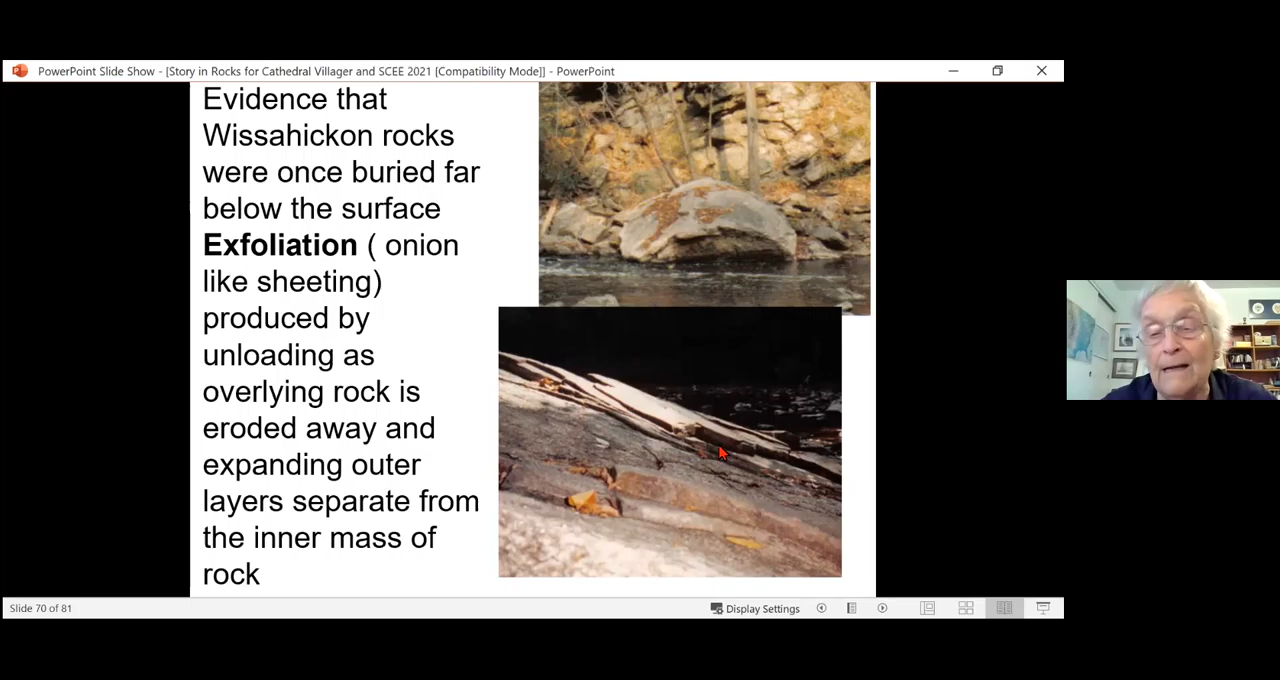 PowerPoint Slide Show - [Story in Rocks for Cathedral Villager and SCEE 2021 [Compatibility Mode]] - PowerPoint
Evidence that
Wissahickon rocks
were once buried far
below the surface
Exfoliation ( onion
like sheeting)
produced by
unloading as
overlying rock is
eroded away and
expanding outer
layers separate from
the inner mass of
rock
Slide 70 of 81
Display Settings